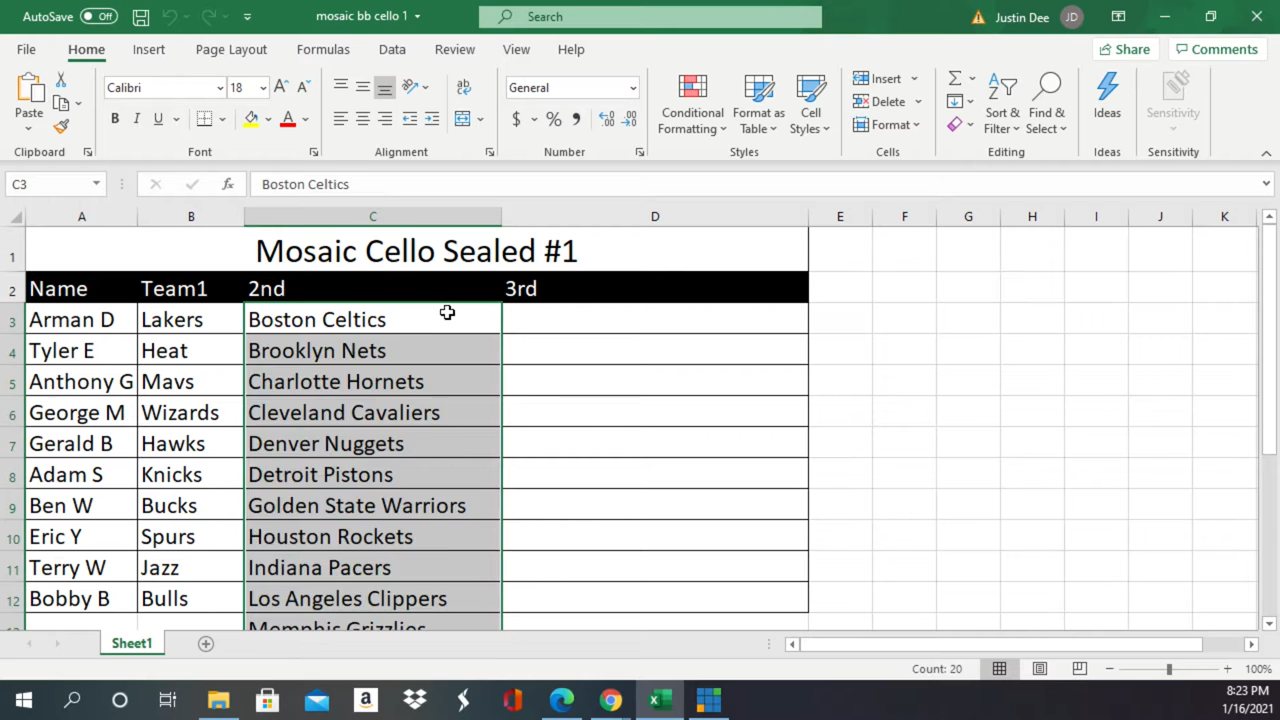 AutoSave Off mosaic bb cello 1 Search Justin Dee JD
File Home Insert Page Layout Formulas Data Review View Help Share Comments
Paste Calibri 18 General Conditional Formatting Format as Table Cell Styles Insert Delete Format Sort & Filter Find & Select Ideas Sensitivity
Clipboard Font Alignment Number Styles Cells Editing Ideas Sensitivity
C3 fx Boston Celtics
A B C D E F G H I J K
1 Mosaic Cello Sealed #1
2 Name Team1 2nd 3rd
3 Arman D Lakers Boston Celtics
4 Tyler E Heat Brooklyn Nets
5 Anthony G Mavs Charlotte Hornets
6 George M Wizards Cleveland Cavaliers
7 Gerald B Hawks Denver Nuggets
8 Adam S Knicks Detroit Pistons
9 Ben W Bucks Golden State Warriors
10 Eric Y Spurs Houston Rockets
11 Terry W Jazz Indiana Pacers
12 Bobby B Bulls Los Angeles Clippers
Memphis Grizzlies
Sheet1
Count: 20 100%
8:23 PM
1/16/2021